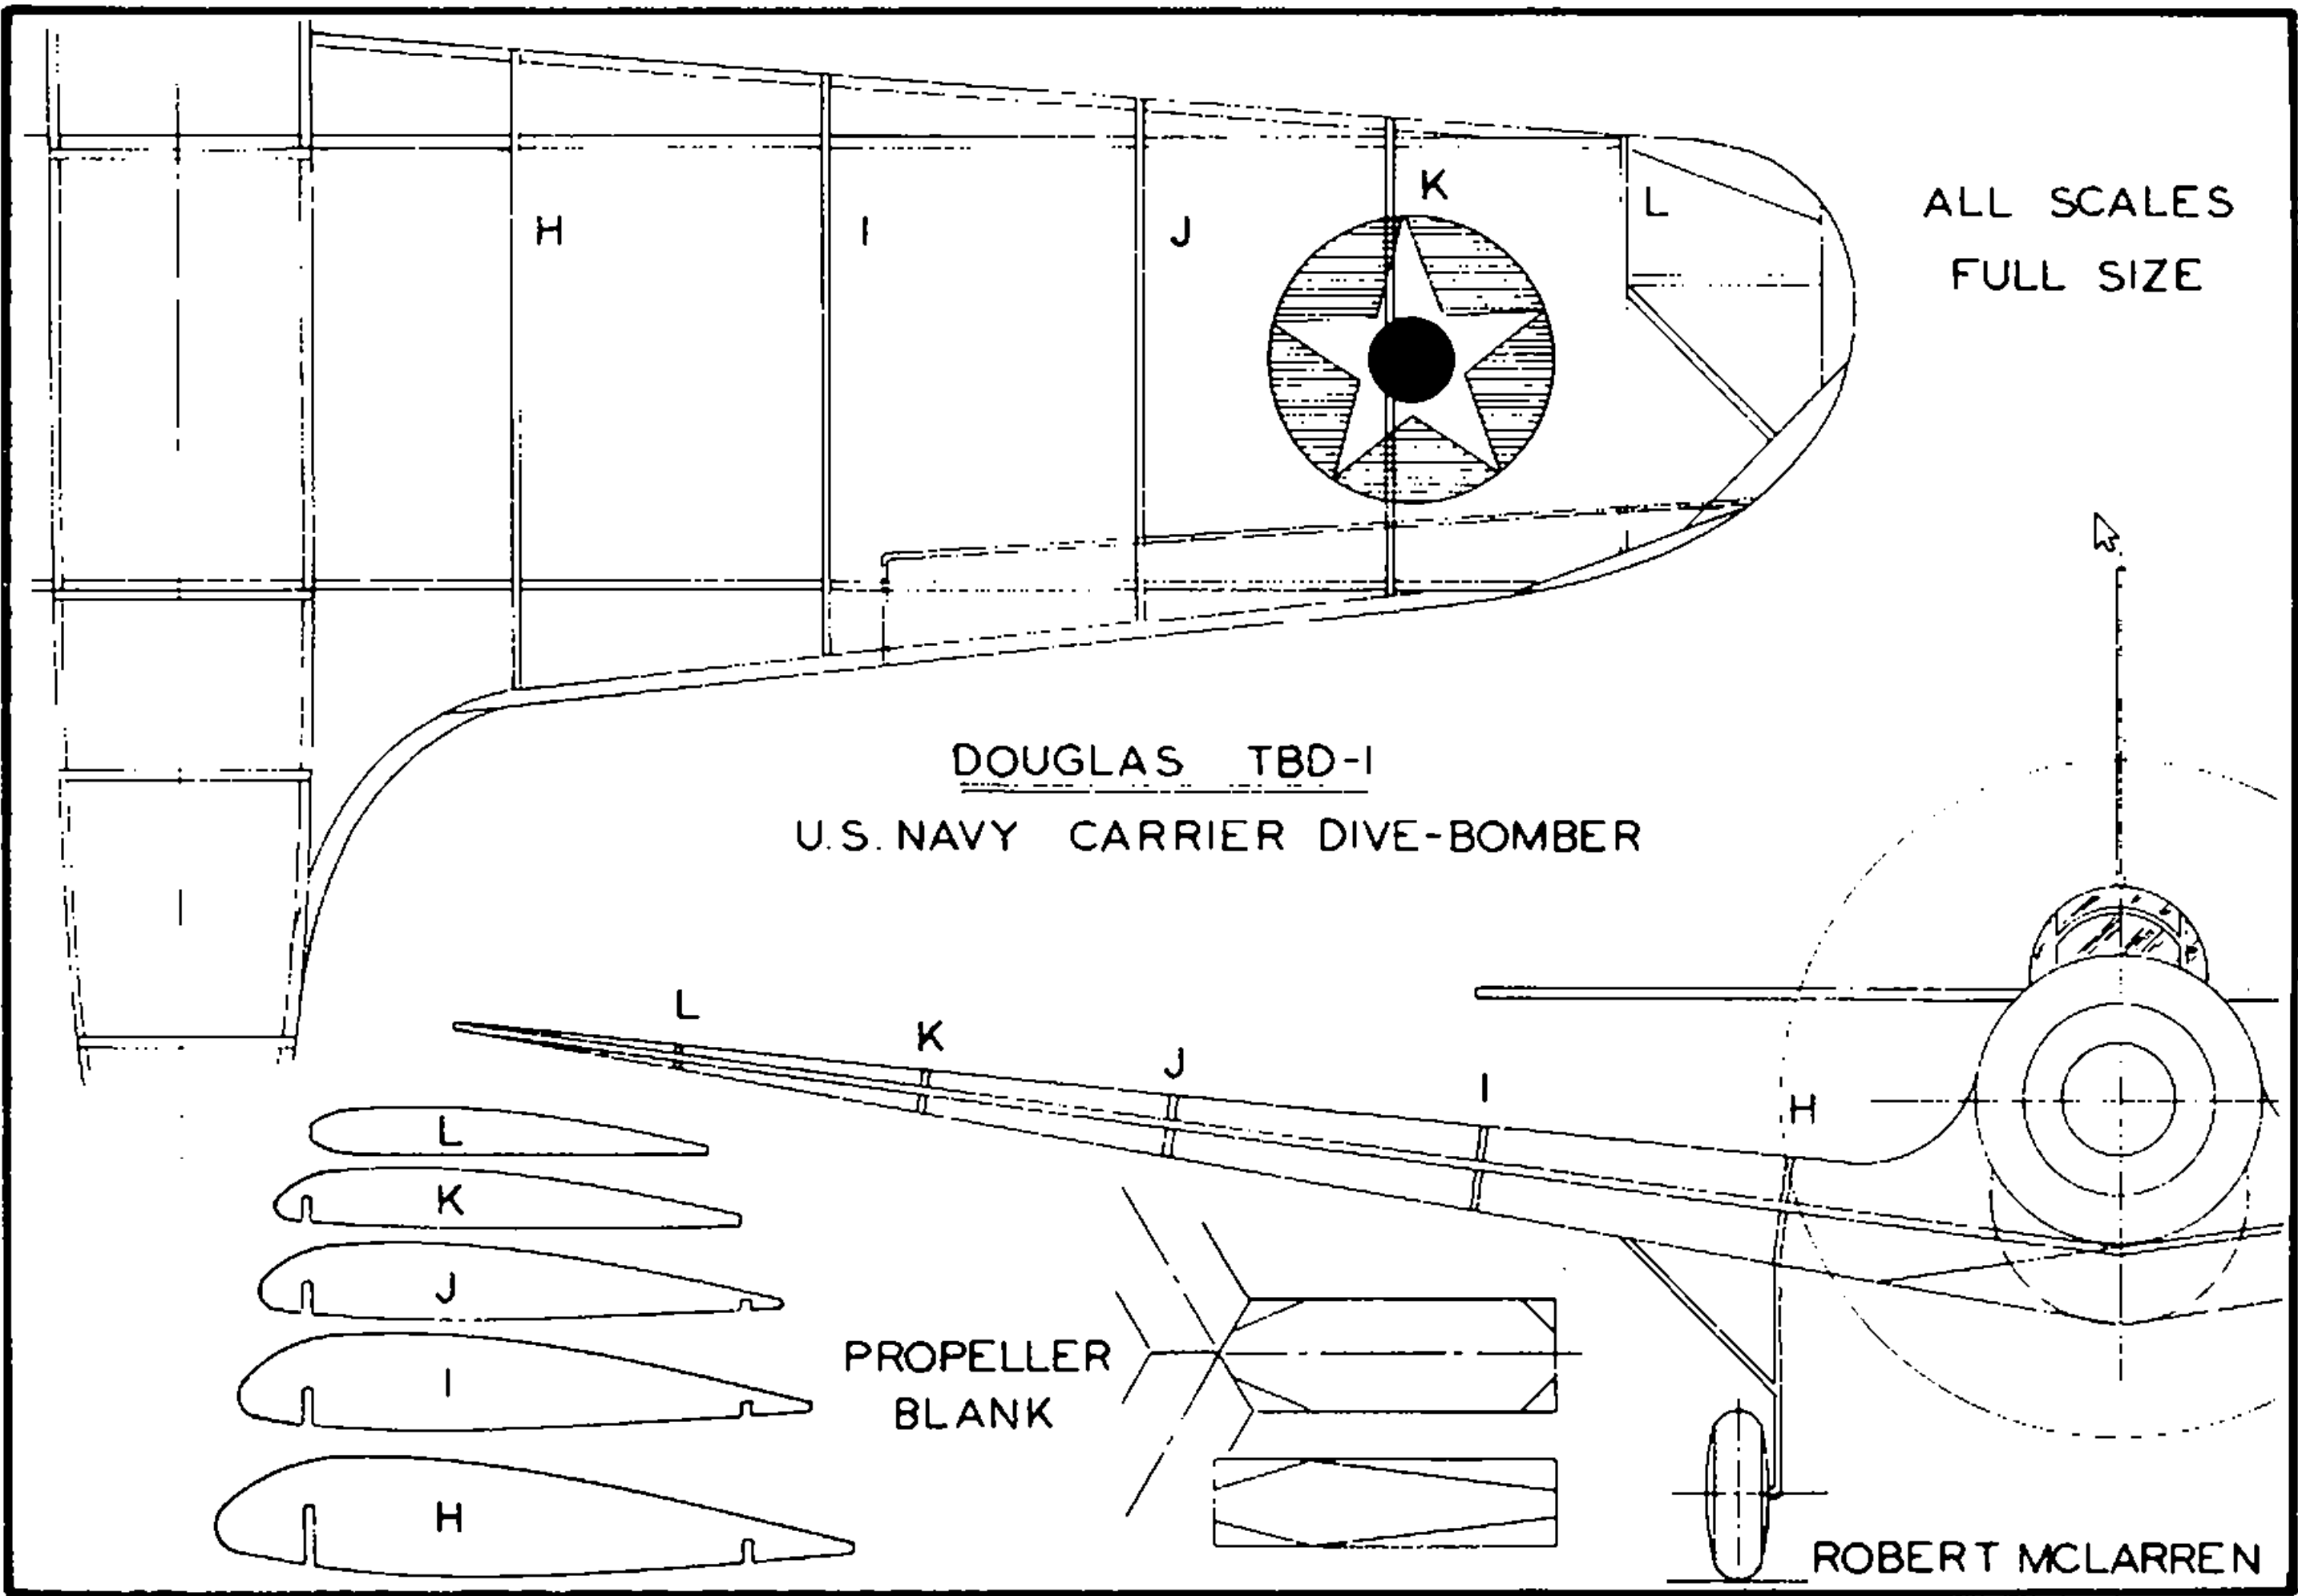 H
I
J
K
L
ALL SCALES
FULL SIZE
DOUGLAS TBD-1
U.S. NAVY CARRIER DIVE-BOMBER
L
K
J
I
H
L
K
J
I
H
PROPELLER
BLANK
ROBERT MCLARREN